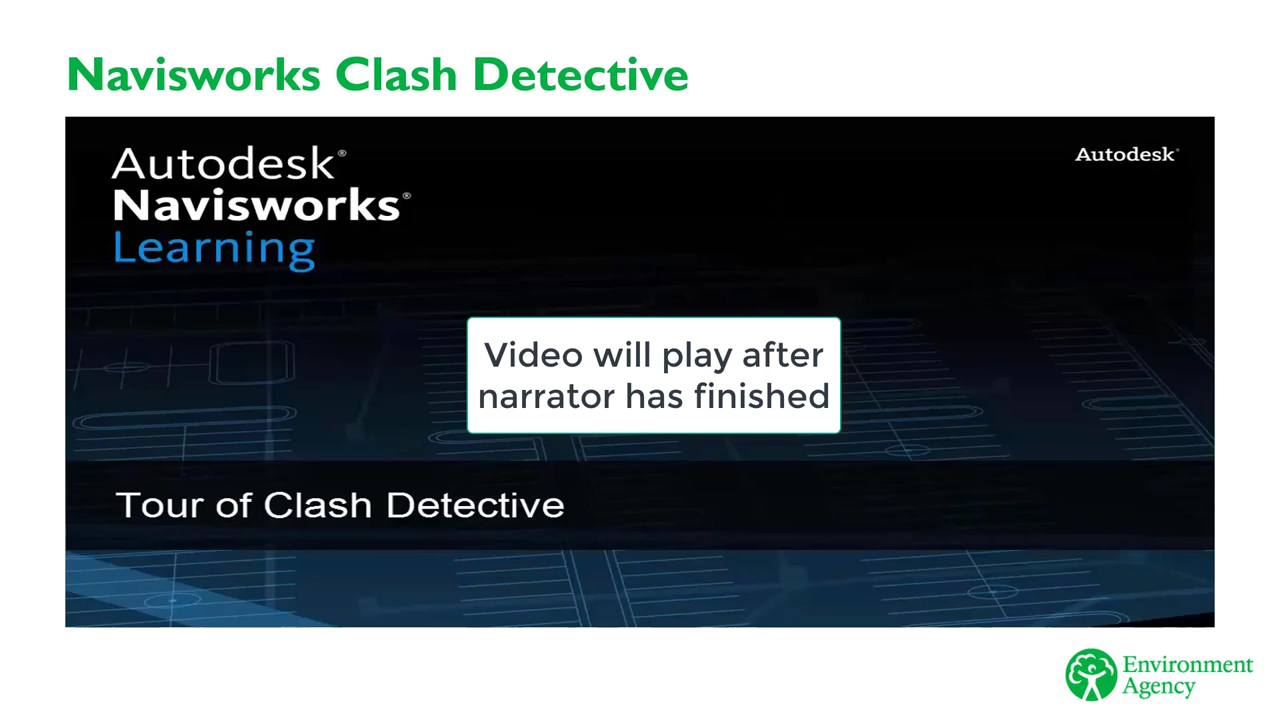 Navisworks Clash Detective
Autodesk®
Navisworks®
Learning
Autodesk®
Video will play after
narrator has finished
Tour of Clash Detective
Environment
Agency